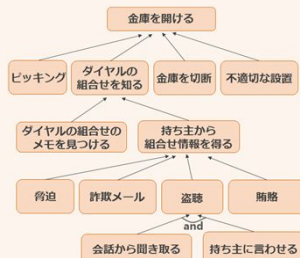 金庫を開ける
ピッキング
ダイヤルの
組合せを知る
金庫を切断
不適切な設置
ダイヤルの組合せの
メモを見つける
持ち主から
組合せ情報を得る
脅迫
詐欺メール
盗聴
賄賂
and
会話から聞き取る
持ち主に言わせる